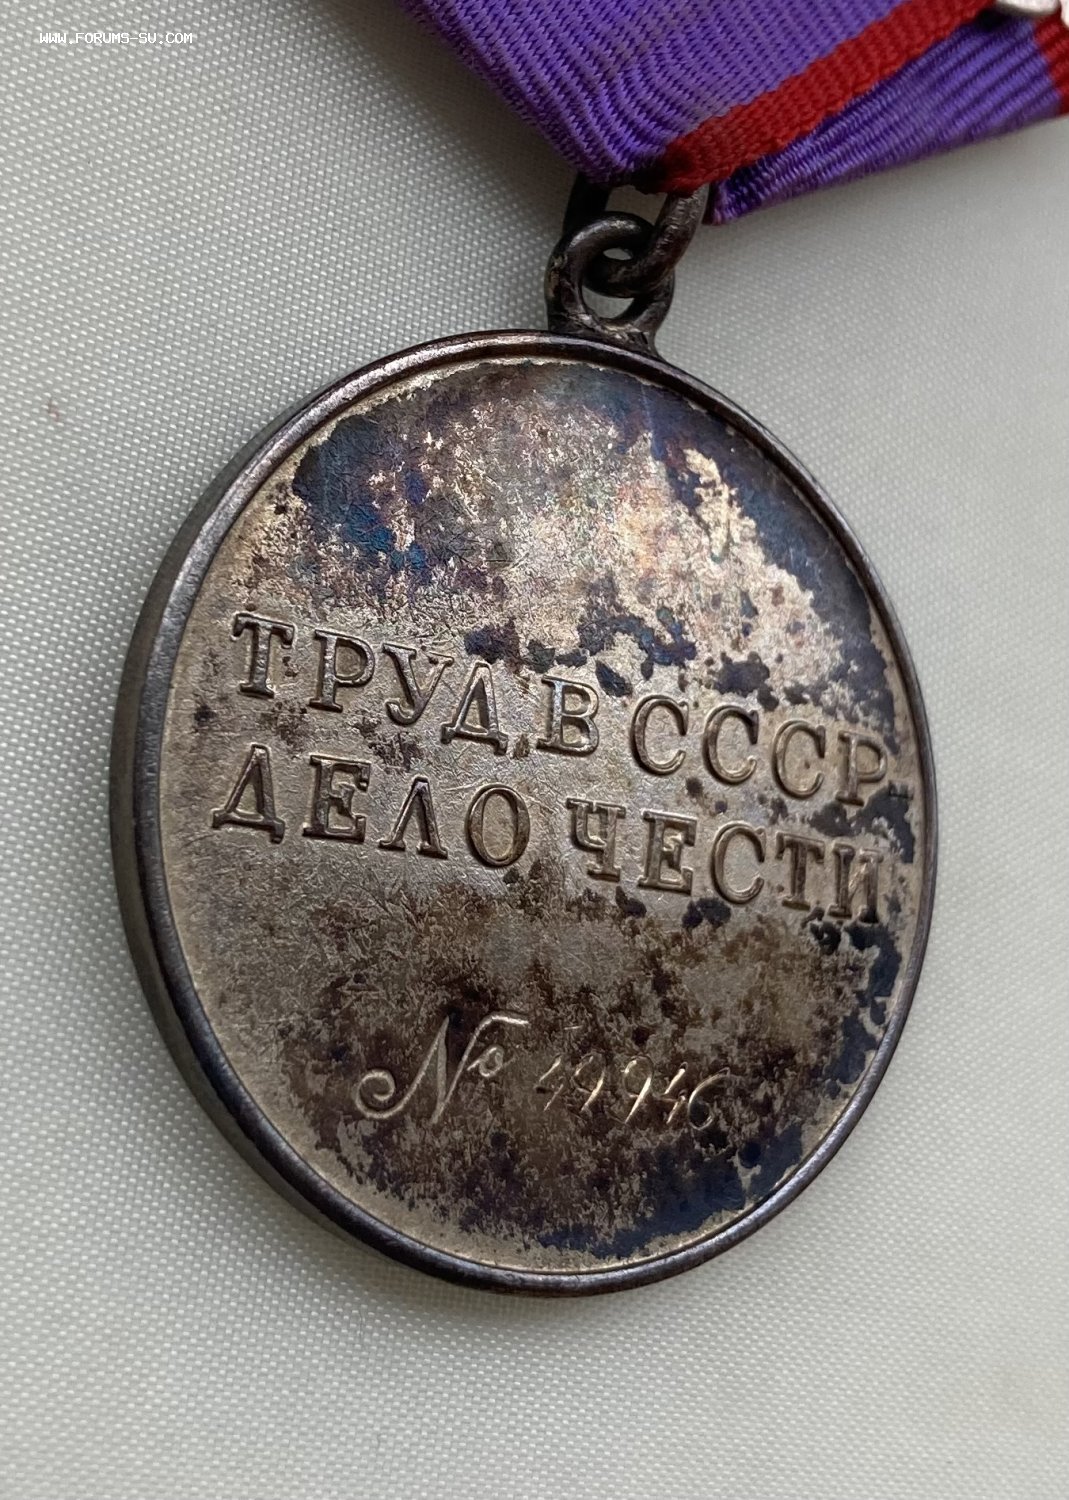 WWW.FORUMS-SU.COM
ТРУД В СССР
ДЕЛО ЧЕСТИ
№ 49946